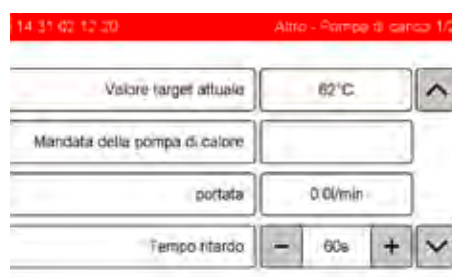 14:31 02.12.20 Altro - Pompe di carico 1/2
Valore target attuale 62°C
Mandata della pompa di calore
portata 0.0l/min
Tempo ritardo - 60s +